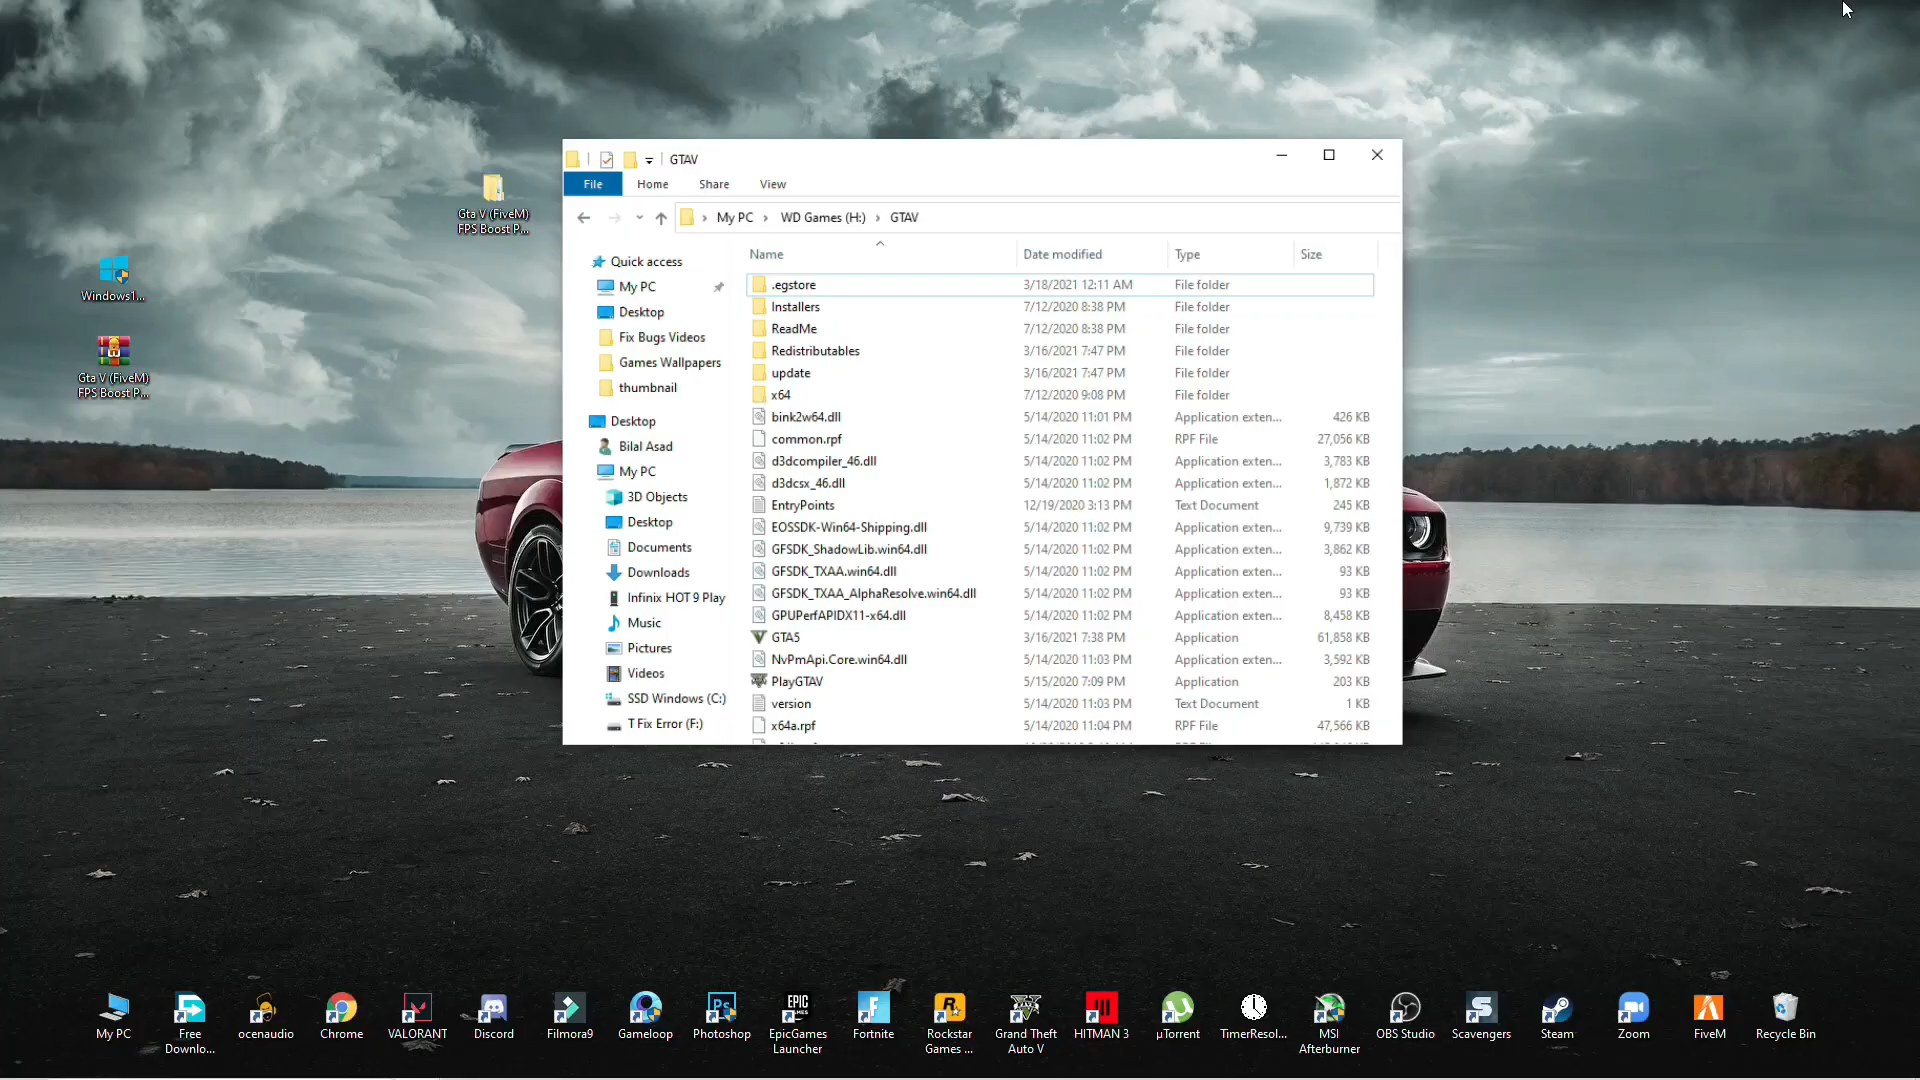 GTAV
File Home Share View
My PC WD Games (H:) GTAV
Name Date modified Type Size
Quick access
My PC
Desktop
Fix Bugs Videos
Games Wallpapers
thumbnail
Desktop
Bilal Asad
My PC
3D Objects
Desktop
Documents
Downloads
Infinix HOT 9 Play
Music
Pictures
Videos
SSD Windows (C:)
T Fix Error (F:)
.egstore 3/18/2021 12:11 AM File folder
Installers 7/12/2020 8:38 PM File folder
ReadMe 7/12/2020 8:38 PM File folder
Redistributables 3/16/2021 7:47 PM File folder
update 3/16/2021 7:47 PM File folder
x64 7/12/2020 9:08 PM File folder
bink2w64.dll 5/14/2020 11:01 PM Application exten... 426 KB
common.rpf 5/14/2020 11:02 PM RPF File 27,056 KB
d3dcompiler_46.dll 5/14/2020 11:02 PM Application exten... 3,783 KB
d3dcsx_46.dll 5/14/2020 11:02 PM Application exten... 1,872 KB
EntryPoints 12/19/2020 3:13 PM Text Document 245 KB
EOSSDK-Win64-Shipping.dll 5/14/2020 11:02 PM Application exten... 9,739 KB
GFSDK_ShadowLib.win64.dll 5/14/2020 11:02 PM Application exten... 3,862 KB
GFSDK_TXAA.win64.dll 5/14/2020 11:02 PM Application exten... 93 KB
GFSDK_TXAA_AlphaResolve.win64.dll 5/14/2020 11:02 PM Application exten... 93 KB
GPUPerfAPIDX11-x64.dll 5/14/2020 11:02 PM Application exten... 8,458 KB
GTA5 3/16/2021 7:38 PM Application 61,858 KB
NvPmApi.Core.win64.dll 5/14/2020 11:03 PM Application exten... 3,592 KB
PlayGTAV 5/15/2020 7:09 PM Application 203 KB
version 5/14/2020 11:03 PM Text Document 1 KB
x64a.rpf 5/14/2020 11:04 PM RPF File 47,566 KB
Gta V (FiveM)
FPS Boost P...
Windows1...
Gta V (FiveM)
FPS Boost P...
My PC
Free
Downlo...
ocenaudio
Chrome
VALORANT
Discord
Filmora9
Gameloop
Ps
Photoshop
EPIC
GAMES
EpicGames
Launcher
Fortnite
Rockstar
Games ...
Grand Theft
Auto V
HITMAN 3
µTorrent
TimerResol...
MSI
Afterburner
OBS Studio
Scavengers
Steam
Zoom
FiveM
Recycle Bin